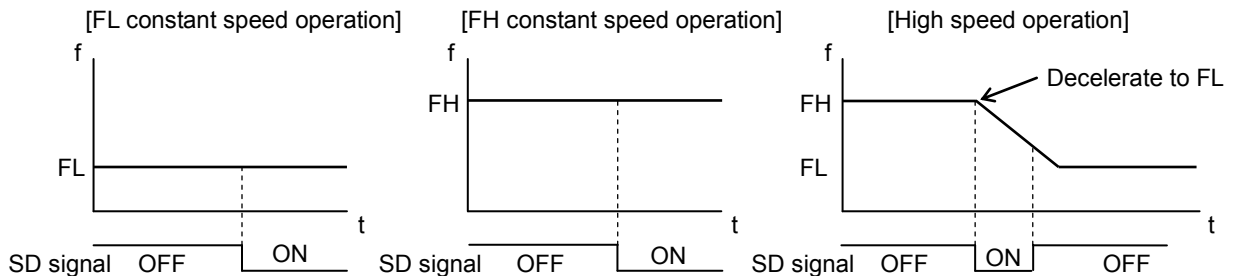 [FL constant speed operation]
[FH constant speed operation]
[High speed operation]
f
f
f
Decelerate to FL
FH
FH
FL
FL
t
t
t
SD signal OFF ON
SD signal OFF ON
SD signal OFF ON OFF